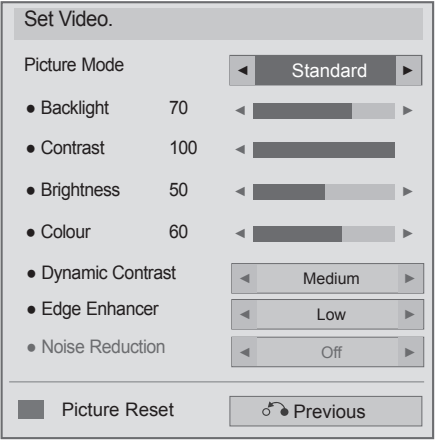 Set Video.
Picture Mode ◄ Standard ►
● Backlight 70 ◄ ►
● Contrast 100 ◄
● Brightness 50 ◄ ►
● Colour 60 ◄ ►
● Dynamic Contrast ◄ Medium ►
● Edge Enhancer ◄ Low ►
● Noise Reduction ◄ Off ►
Picture Reset Previous